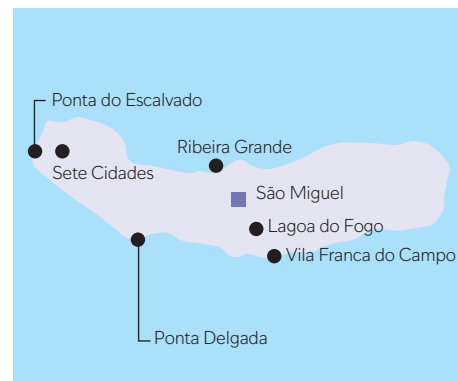 Ponta do Escalvado
Ribeira Grande
Sete Cidades
São Miguel
Lagoa do Fogo
Vila Franca do Campo
Ponta Delgada